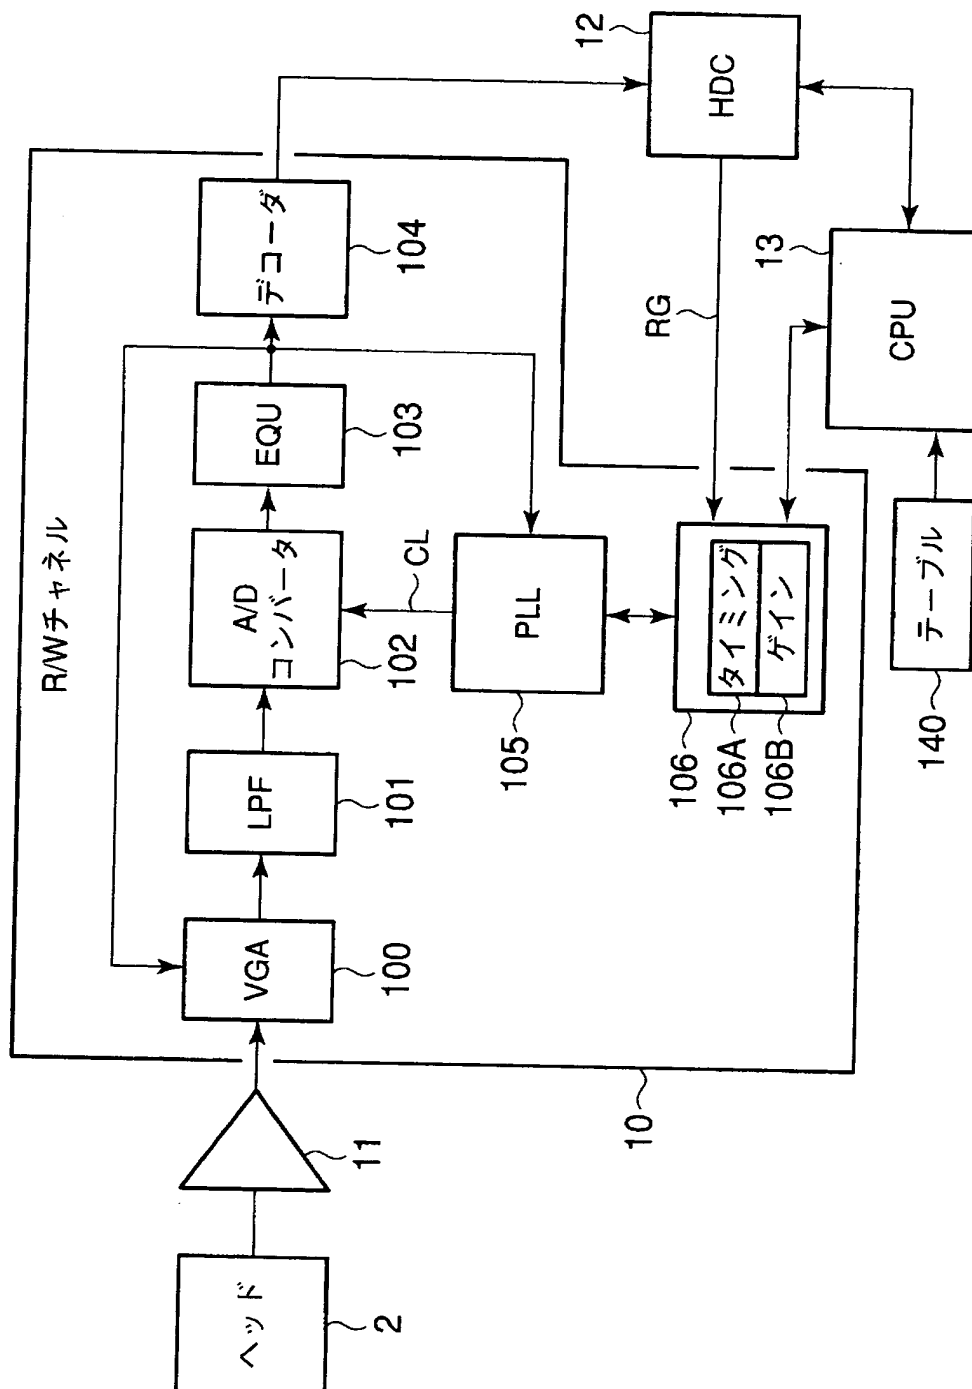 R/Wチャネル
ヘッド
2
11
VGA
100
LPF
101
A/D
コンバータ
102
EQU
103
デコーダ
104
CL
PLL
105
タイミング
ゲイン
106
106A
106B
10
RG
HDC
12
CPU
13
テーブル
140